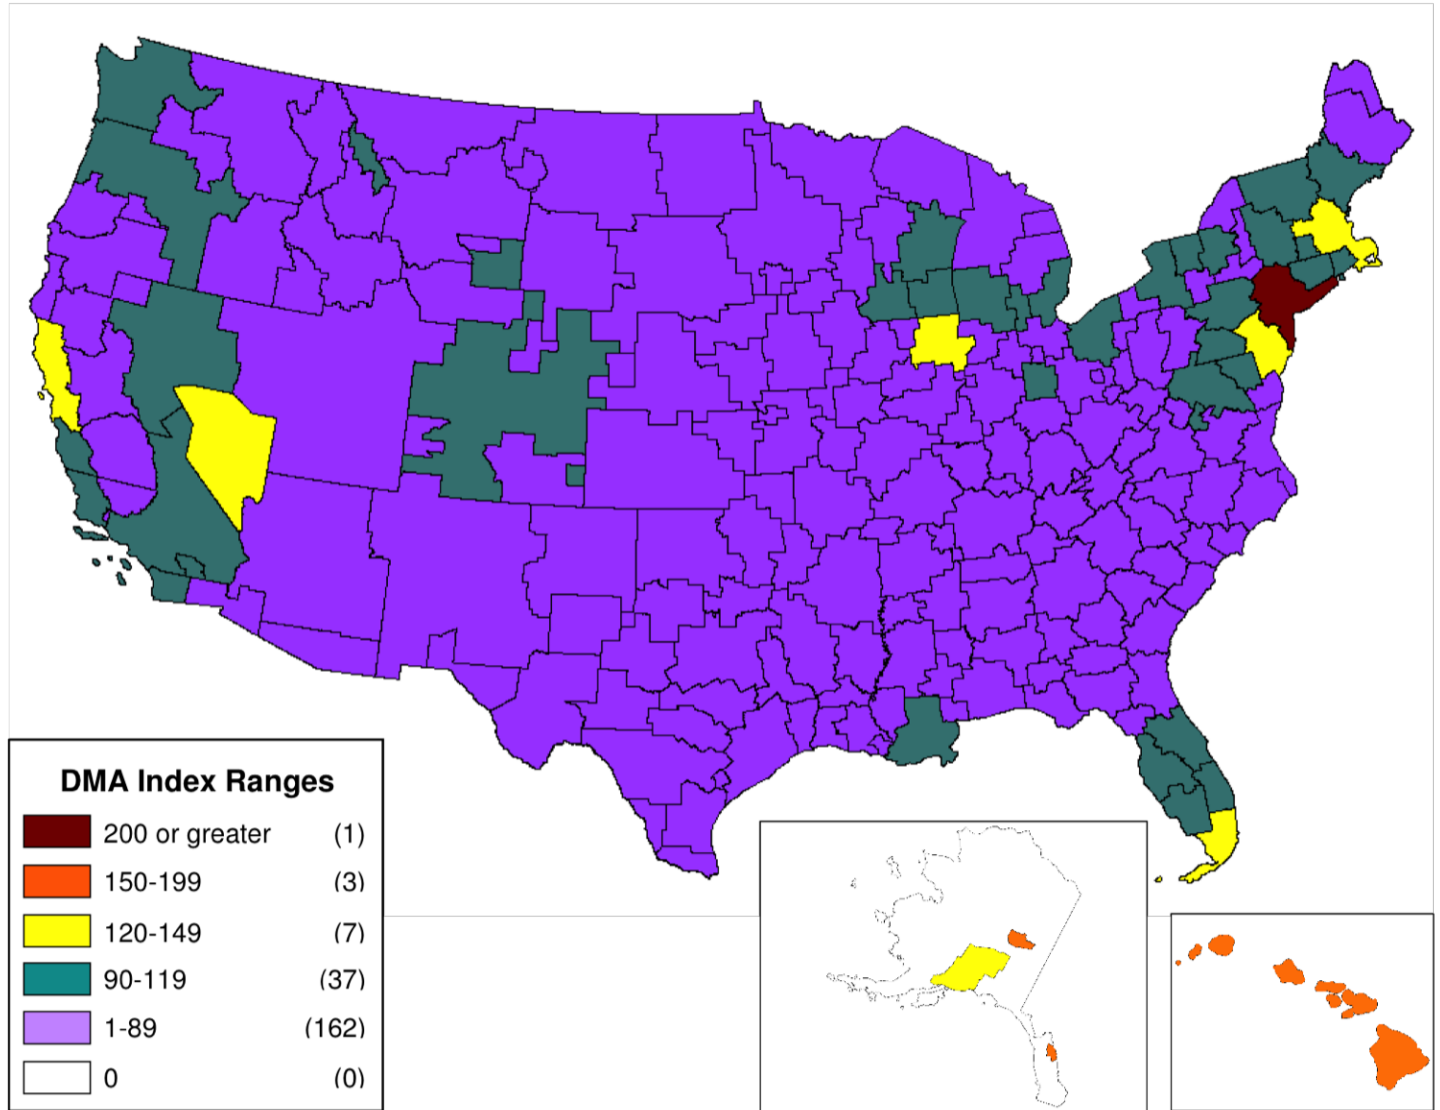 DMA Index Ranges
200 or greater (1)
150-199 (3)
120-149 (7)
90-119 (37)
1-89 (162)
0 (0)